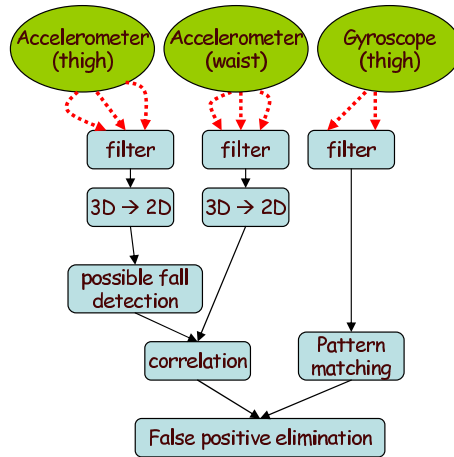 Accelerometer
(thigh)
Accelerometer
(waist)
Gyroscope
(thigh)
filter
filter
filter
3D → 2D
3D → 2D
possible fall
detection
correlation
Pattern
matching
False positive elimination